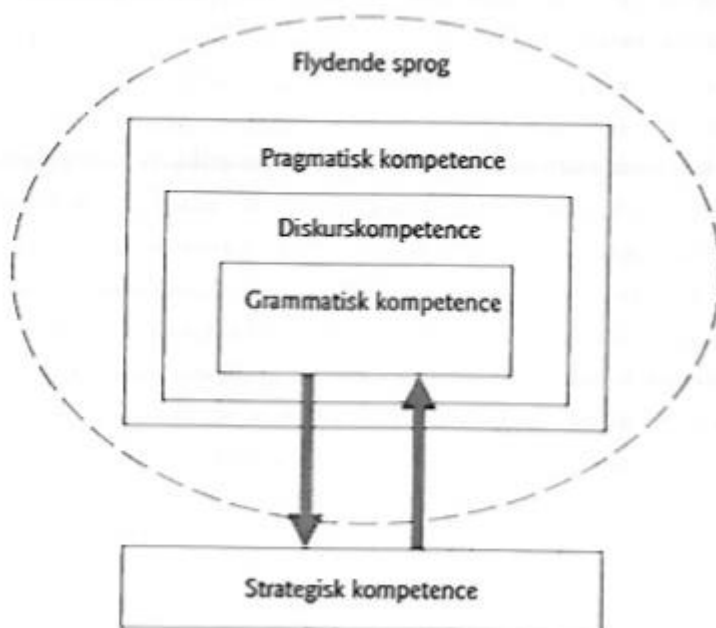 Flydende sprog
Pragmatisk kompetence
Diskurskompetence
Grammatisk kompetence
Strategisk kompetence